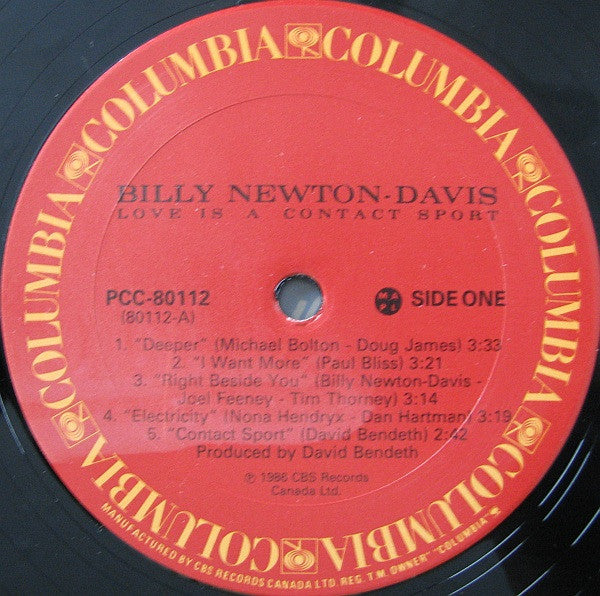 COLUMBIA COLUMBIA COLUMBIA COLUMBIA COLUMBIA COLUMBIA COLUMBIA
BILLY NEWTON-DAVIS
LOVE IS A CONTACT SPORT
PCC-80112
(80112-A)
SIDE ONE
1. "Deeper" (Michael Bolton - Doug James) 3:33
2. "I Want More" (Paul Bliss) 3:21
3. "Right Beside You" (Billy Newton-Davis -
Joel Feeney - Tim Thorney) 3:14
4. "Electricity" (Nona Hendryx - Dan Hartman) 3:19
5. "Contact Sport" (David Bendeth) 2:42
Produced by David Bendeth
℗ 1986 CBS Records
Canada Ltd.
MANUFACTURED BY CBS RECORDS CANADA LTD. REG. T.M. OWNER "COLUMBIA"